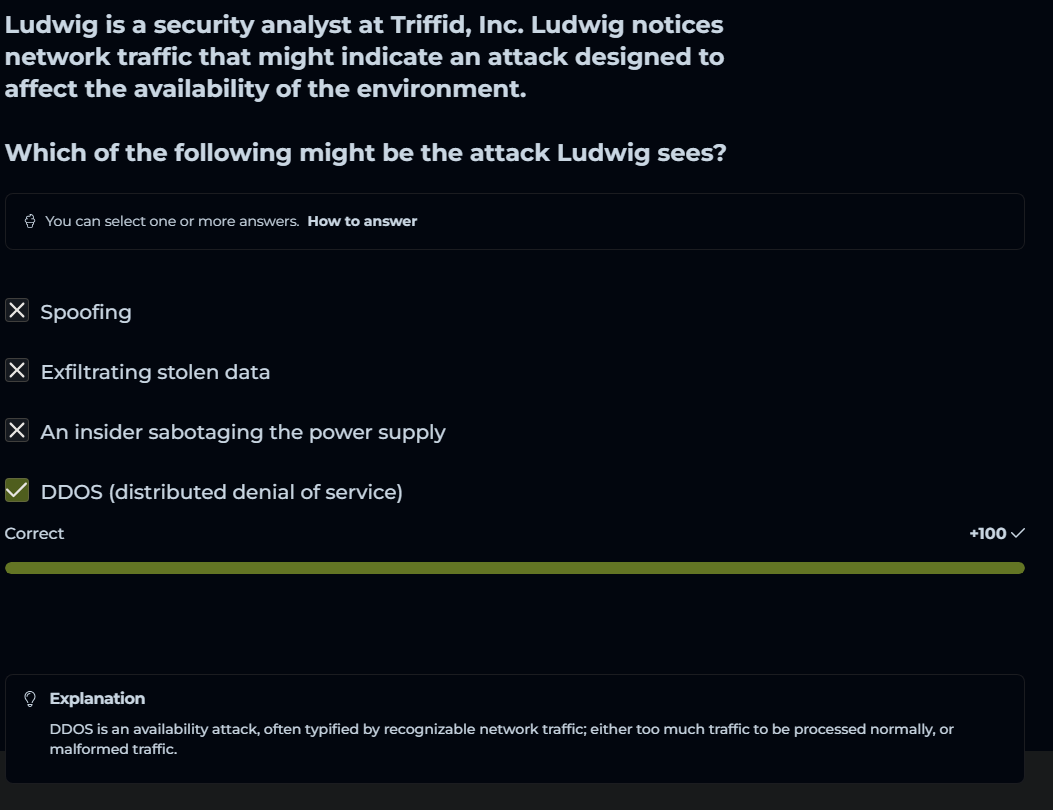 Ludwig is a security analyst at Triffid, Inc. Ludwig notices
network traffic that might indicate an attack designed to
affect the availability of the environment.
Which of the following might be the attack Ludwig sees?
You can select one or more answers. How to answer
Spoofing
Exfiltrating stolen data
An insider sabotaging the power supply
DDOS (distributed denial of service)
Correct +100
Explanation
DDOS is an availability attack, often typified by recognizable network traffic; either too much traffic to be processed normally, or
malformed traffic.